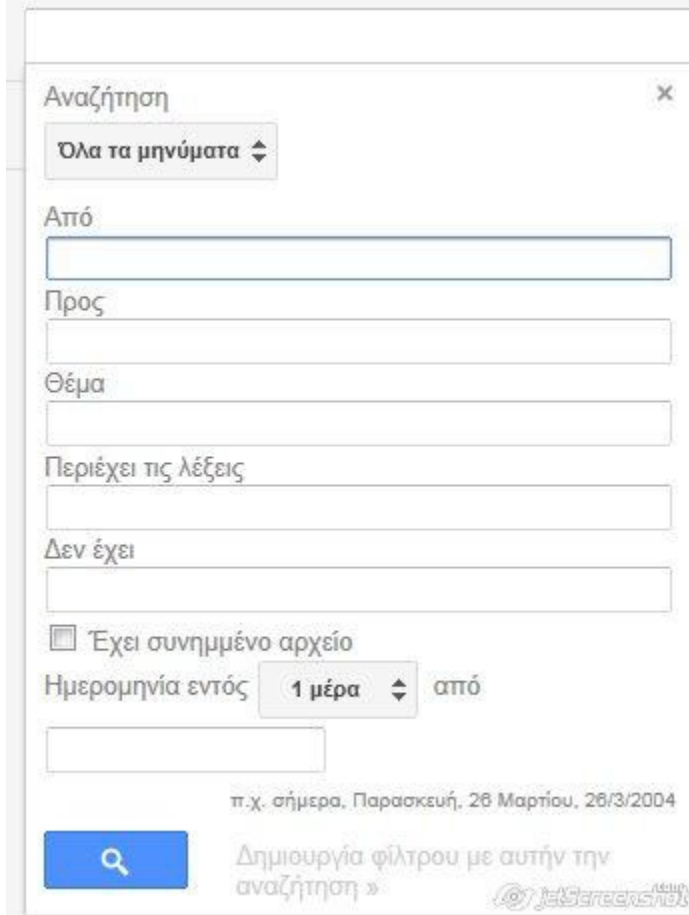 Αναζήτηση
Όλα τα μηνύματα
Από
Προς
Θέμα
Περιέχει τις λέξεις
Δεν έχει
Έχει συνημμένο αρχείο
Ημερομηνία εντός 1 μέρα από
π.χ. σήμερα, Παρασκευή, 26 Μαρτίου, 26/3/2004
Δημιουργία φίλτρου με αυτήν την
αναζήτηση »
jetScreenshot